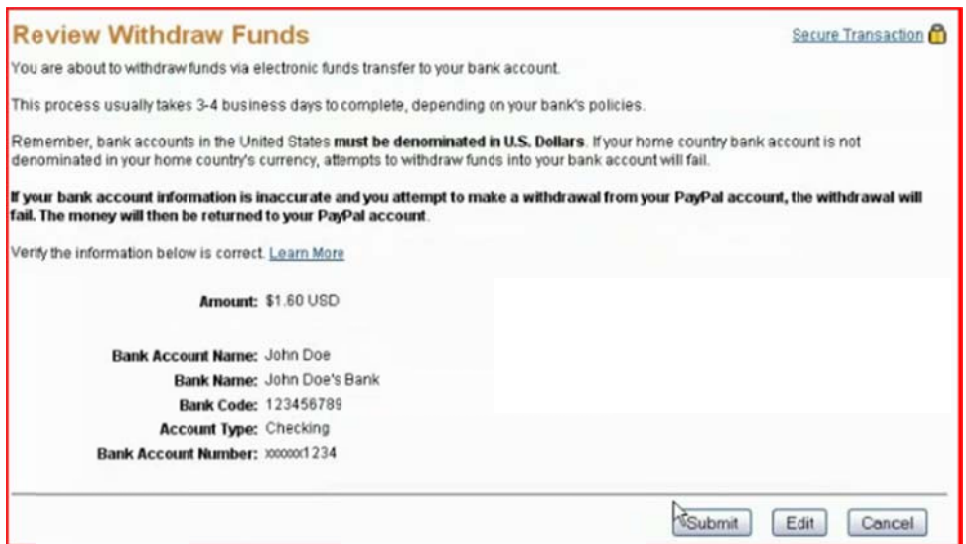 Review Withdraw Funds
Secure Transaction
You are about to withdraw funds via electronic funds transfer to your bank account.
This process usually takes 3-4 business days to complete, depending on your bank's policies.
Remember, bank accounts in the United States must be denominated in U.S. Dollars. If your home country bank account is not
denominated in your home country's currency, attempts to withdraw funds into your bank account will fail.
If your bank account information is inaccurate and you attempt to make a withdrawal from your PayPal account, the withdrawal will
fail. The money will then be returned to your PayPal account.
Verify the information below is correct. Learn More
Amount: $1.60 USD
Bank Account Name: John Doe
Bank Name: John Doe's Bank
Bank Code: 123456789
Account Type: Checking
Bank Account Number: xxxxxx1234
Submit Edit Cancel